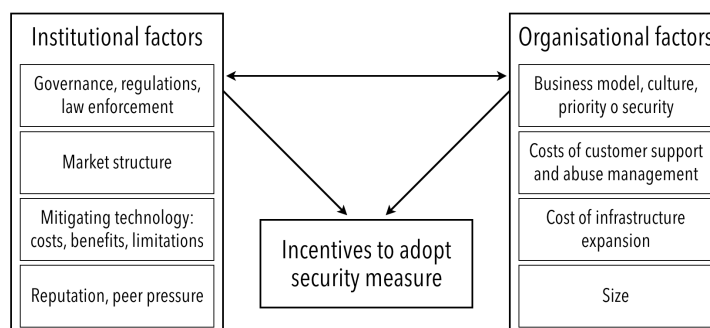 Institutional factors
Governance, regulations,
law enforcement
Market structure
Mitigating technology:
costs, benefits, limitations
Reputation, peer pressure
Incentives to adopt
security measure
Organisational factors
Business model, culture,
priority o security
Costs of customer support
and abuse management
Cost of infrastructure
expansion
Size